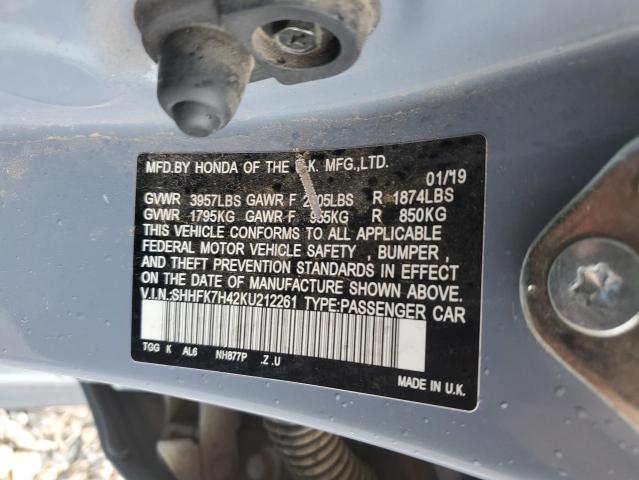 MFD.BY HONDA OF THE U.K. MFG.,LTD.
01/19
GVWR 3957LBS GAWR F LBS R 1874LBS
GVWR 1795KG GAWR F KG R 850KG
THIS VEHICLE CONFORMS TO ALL APPLICABLE
FEDERAL MOTOR VEHICLE SAFETY , BUMPER ,
AND THEFT PREVENTION STANDARDS IN EFFECT
ON THE DATE OF MANUFACTURE SHOWN ABOVE.
V.I.N.:SHHFK7H42KU212261 TYPE:PASSENGER CAR
TGG K AL6 NH877P .Z .U
MADE IN U.K.